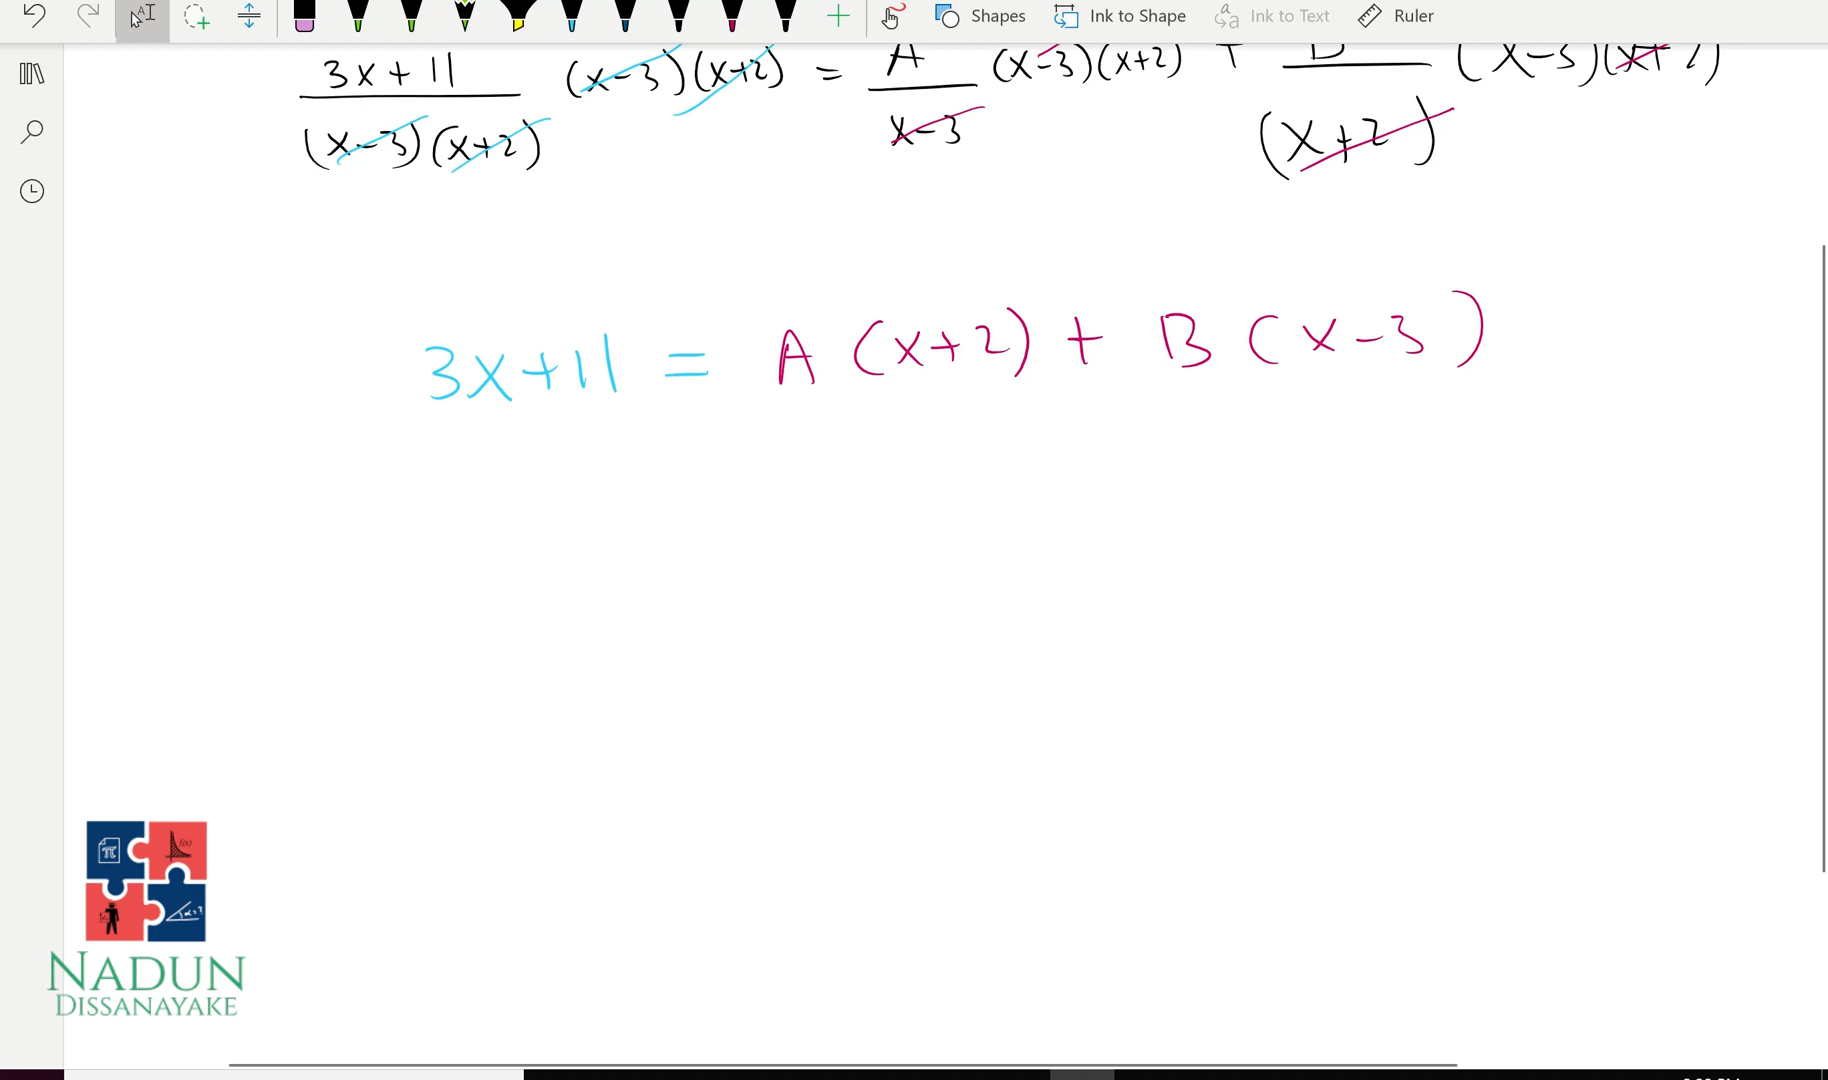 Shapes Ink to Shape Ink to Text Ruler
3x + 11 (x-3)(x+2) = A (x-3)(x+2) + B (x-3)(x+2)
(x-3)(x+2) x-3 (x+2)
3x+11 = A (x+2) + B (x-3)
π f(x)
NADUN
DISSANAYAKE